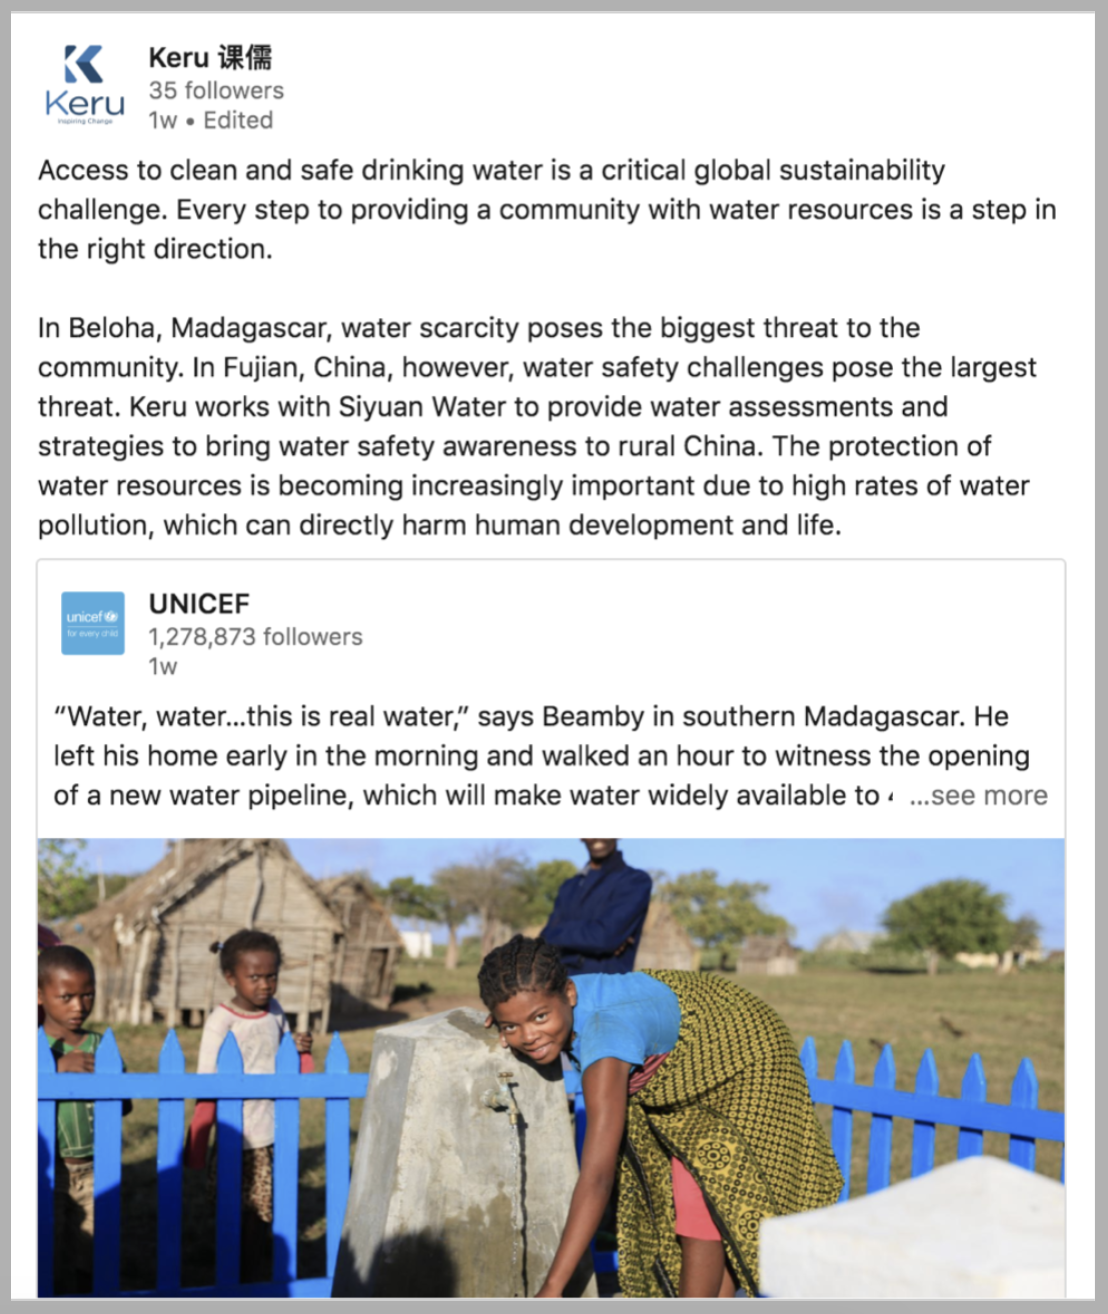 Keru 课儒
35 followers
1w • Edited
Keru
Inspiring Change
Access to clean and safe drinking water is a critical global sustainability
challenge. Every step to providing a community with water resources is a step in
the right direction.
In Beloha, Madagascar, water scarcity poses the biggest threat to the
community. In Fujian, China, however, water safety challenges pose the largest
threat. Keru works with Siyuan Water to provide water assessments and
strategies to bring water safety awareness to rural China. The protection of
water resources is becoming increasingly important due to high rates of water
pollution, which can directly harm human development and life.
unicef
for every child
UNICEF
1,278,873 followers
1w
“Water, water...this is real water,” says Beamby in southern Madagascar. He
left his home early in the morning and walked an hour to witness the opening
of a new water pipeline, which will make water widely available to ...see more